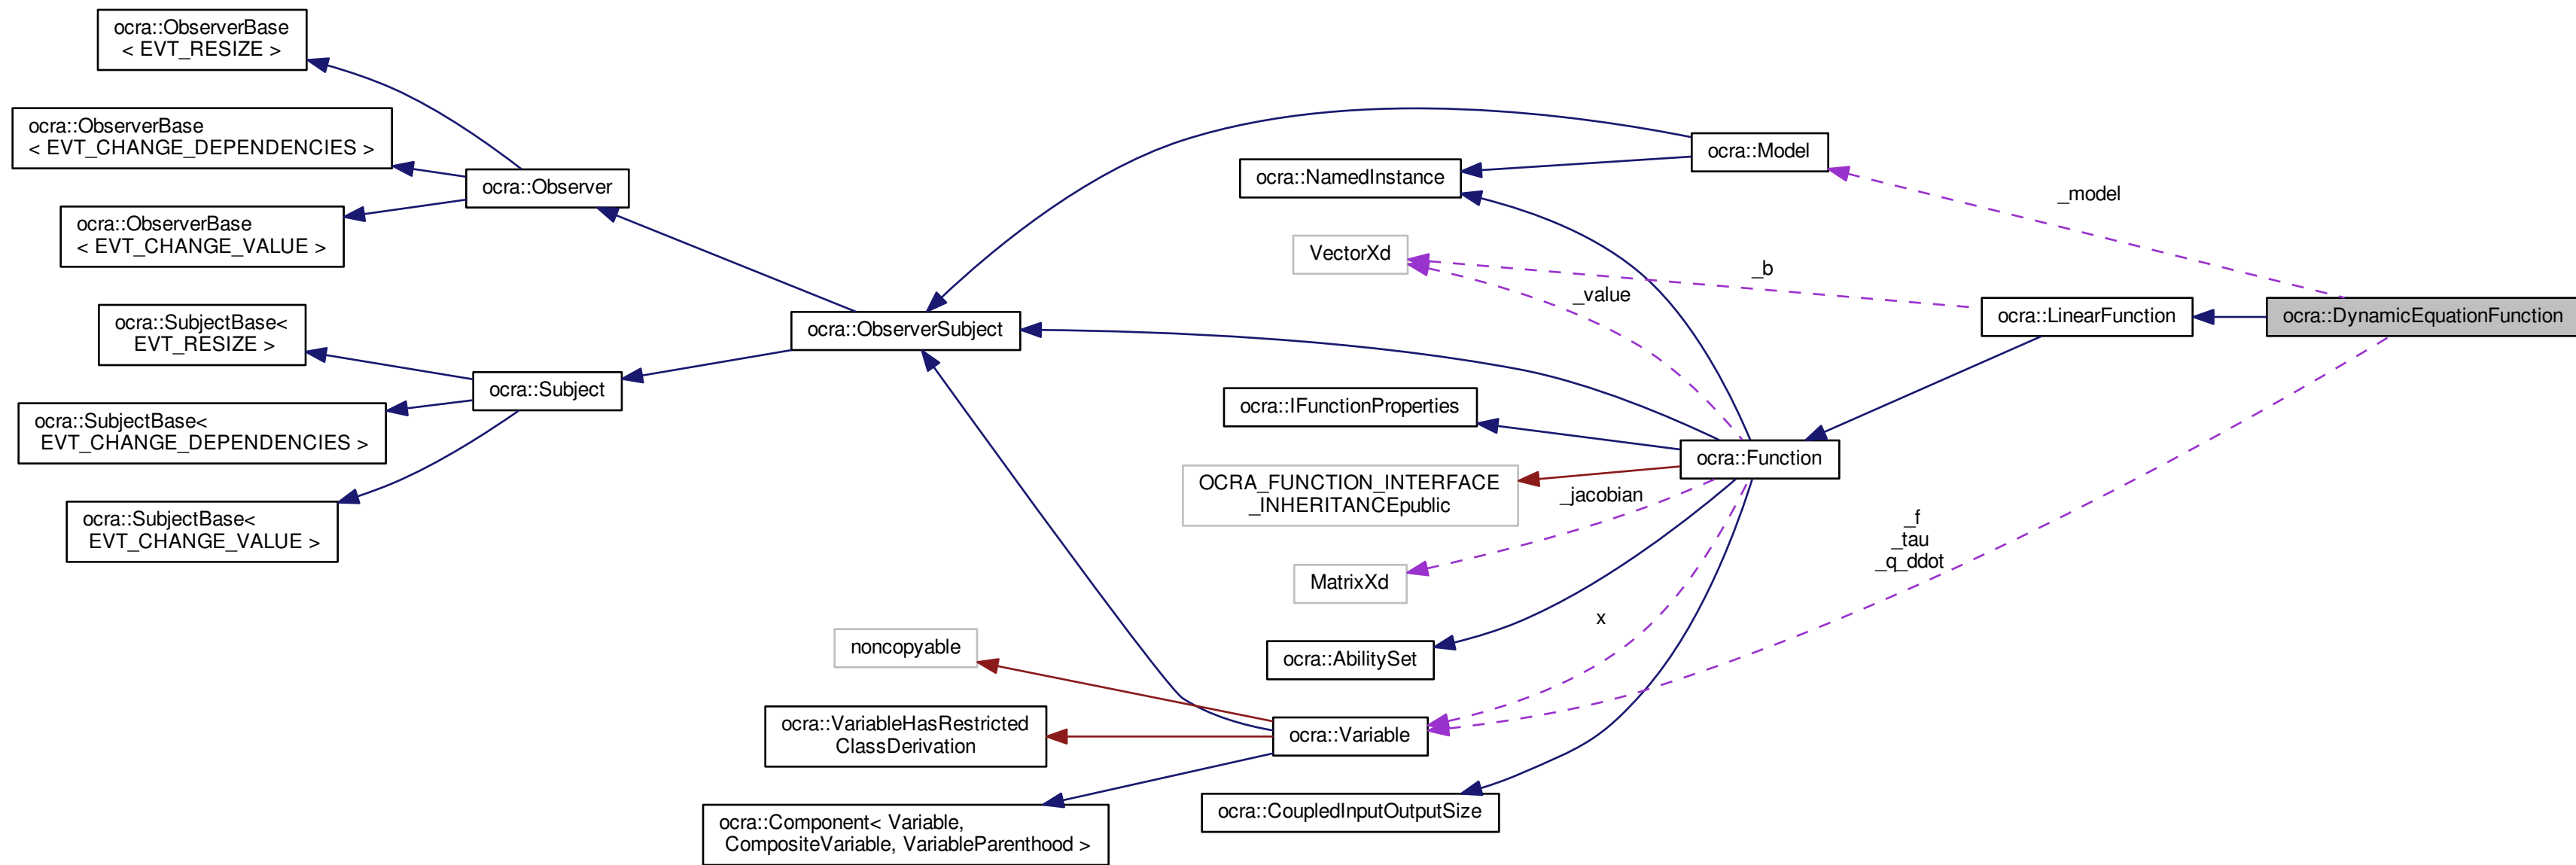 ocra::ObserverBase
< EVT_RESIZE >
ocra::ObserverBase
< EVT_CHANGE_DEPENDENCIES >
ocra::ObserverBase
< EVT_CHANGE_VALUE >
ocra::SubjectBase<
EVT_RESIZE >
ocra::SubjectBase<
EVT_CHANGE_DEPENDENCIES >
ocra::SubjectBase<
EVT_CHANGE_VALUE >
ocra::Observer
ocra::Subject
ocra::ObserverSubject
noncopyable
ocra::VariableHasRestricted
ClassDerivation
ocra::Component< Variable,
CompositeVariable, VariableParenthood >
ocra::NamedInstance
VectorXd
ocra::IFunctionProperties
OCRA_FUNCTION_INTERFACE
_INHERITANCEpublic
MatrixXd
ocra::AbilitySet
ocra::Variable
ocra::CoupledInputOutputSize
_value
_jacobian
x
ocra::Model
_b
ocra::Function
_model
_f
_tau
_q_ddot
ocra::LinearFunction
ocra::DynamicEquationFunction